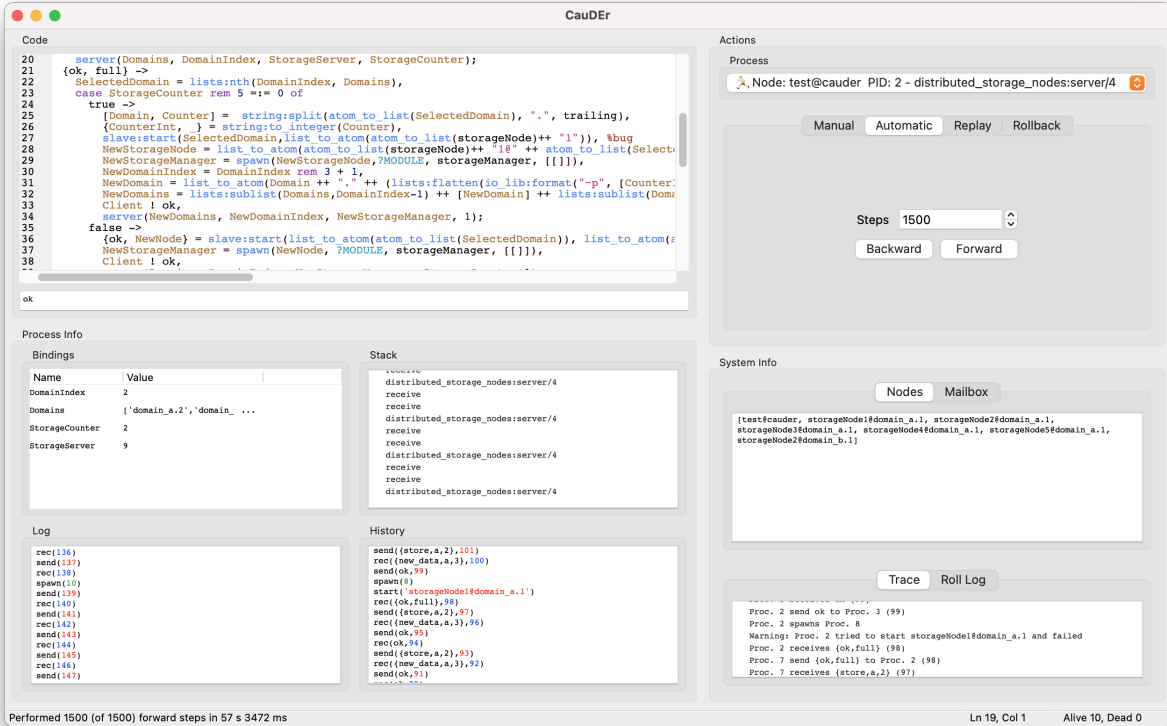 CauDEr
Code
20 server(Domains, DomainIndex, StorageServer, StorageCounter);
21 {ok, full} ->
22 SelectedDomain = lists:nth(DomainIndex, Domains),
23 case StorageCounter rem 5 =:= 0 of
24 true ->
25 [Domain, Counter] = string:split(atom_to_list(SelectedDomain), ".", trailing),
26 {CounterInt, _} = string:to_integer(Counter),
27 slave:start(SelectedDomain,list_to_atom(atom_to_list(storageNode)++ "1")), %bug
28 NewStorageNode = list_to_atom(atom_to_list(storageNode)++ "1@" ++ atom_to_list(Select
29 NewStorageManager = spawn(NewStorageNode,?MODULE, storageManager, [[]]),
30 NewDomainIndex = DomainIndex rem 3 + 1,
31 NewDomain = list_to_atom(Domain ++ "." ++ (lists:flatten(io_lib:format("~p", [Counter
32 NewDomains = lists:sublist(Domains,DomainIndex-1) ++ [NewDomain] ++ lists:sublist(Doma
33 Client ! ok,
34 server(NewDomains, NewDomainIndex, NewStorageManager, 1);
35 false ->
36 {ok, NewNode} = slave:start(list_to_atom(atom_to_list(SelectedDomain)), list_to_atom(a
37 NewStorageManager = spawn(NewNode, ?MODULE, storageManager, [[]]),
38 Client ! ok,
ok
Process Info
Bindings
Name Value
DomainIndex 2
Domains ['domain_a.2','domain_ ...
StorageCounter 2
StorageServer 9
Stack
receive
distributed_storage_nodes:server/4
receive
receive
distributed_storage_nodes:server/4
receive
receive
distributed_storage_nodes:server/4
receive
receive
distributed_storage_nodes:server/4
Log
rec(136)
send(137)
rec(138)
spawn(10)
send(139)
rec(140)
send(141)
rec(142)
send(143)
rec(144)
send(145)
rec(146)
send(147)
History
send({store,a,2},101)
rec({new_data,a,3},100)
send(ok,99)
spawn(8)
start('storageNode1@domain_a.1')
rec({ok,full},98)
send({store,a,2},97)
rec({new_data,a,3},96)
send(ok,95)
rec(ok,94)
send({store,a,2},93)
rec({new_data,a,3},92)
send(ok,91)
Actions
Process
Node: test@cauder PID: 2 - distributed_storage_nodes:server/4
Manual Automatic Replay Rollback
Steps 1500
Backward Forward
System Info
Nodes Mailbox
[test@cauder, storageNode1@domain_a.1, storageNode2@domain_a.1,
storageNode3@domain_a.1, storageNode4@domain_a.1, storageNode5@domain_a.1,
storageNode2@domain_b.1]
Trace Roll Log
Proc. 2 send ok to Proc. 3 (99)
Proc. 2 spawns Proc. 8
Warning: Proc. 2 tried to start storageNode1@domain_a.1 and failed
Proc. 2 receives {ok,full} (98)
Proc. 7 send {ok,full} to Proc. 2 (98)
Proc. 7 receives {store,a,2} (97)
Performed 1500 (of 1500) forward steps in 57 s 3472 ms
Ln 19, Col 1 Alive 10, Dead 0